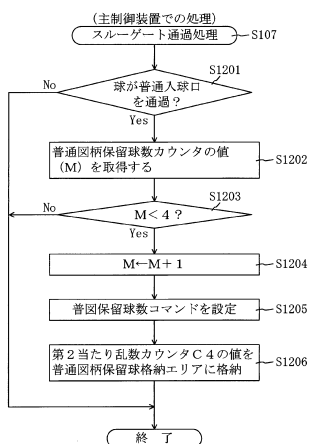 (主制御装置での処理)
スルーゲート通過処理
S107
S1201
球が普通入球口
を通過？
No
Yes
普通図柄保留球数カウンタの値
(M) を取得する
S1202
S1203
M<4？
No
Yes
M←M+1
S1204
普図保留球数コマンドを設定
S1205
第2当たり乱数カウンタC4の値を
普通図柄保留球格納エリアに格納
S1206
終 了